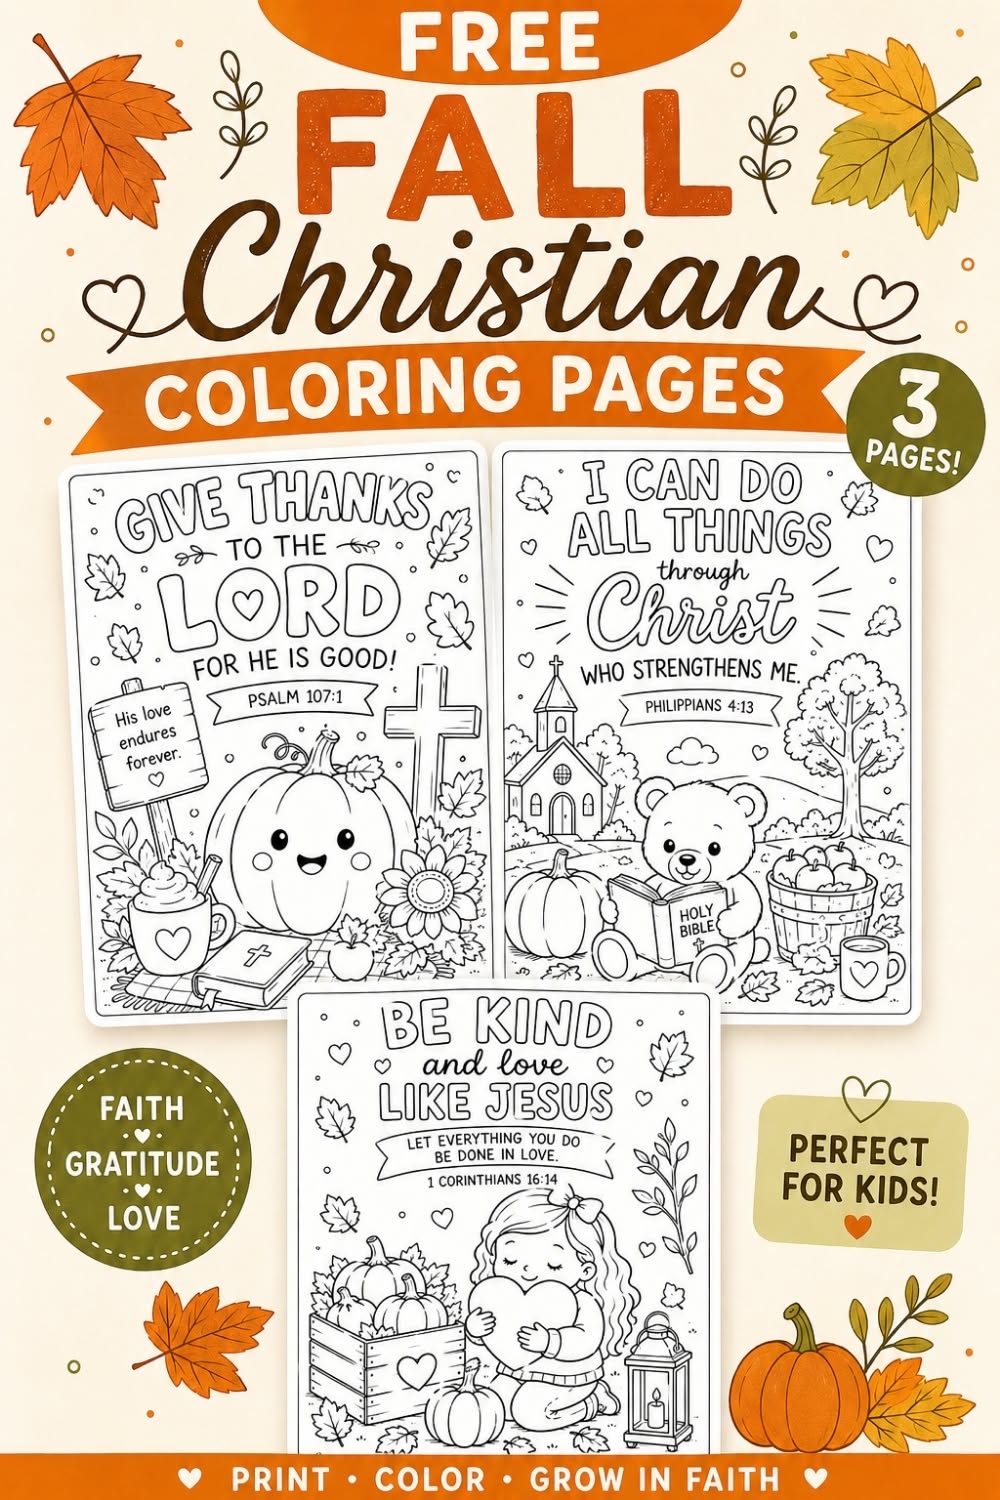 FREE
FALL
Christian
COLORING PAGES
3
PAGES!
GIVE THANKS
TO THE
LORD
FOR HE IS GOOD!
PSALM 107:1
His love
endures
forever.
I CAN DO
ALL THINGS
through
Christ
WHO STRENGTHENS ME.
PHILIPPIANS 4:13
HOLY
BIBLE
BE KIND
and love
LIKE JESUS
LET EVERYTHING YOU DO
BE DONE IN LOVE.
1 CORINTHIANS 16:14
FAITH
GRATITUDE
LOVE
PERFECT
FOR KIDS!
PRINT • COLOR • GROW IN FAITH